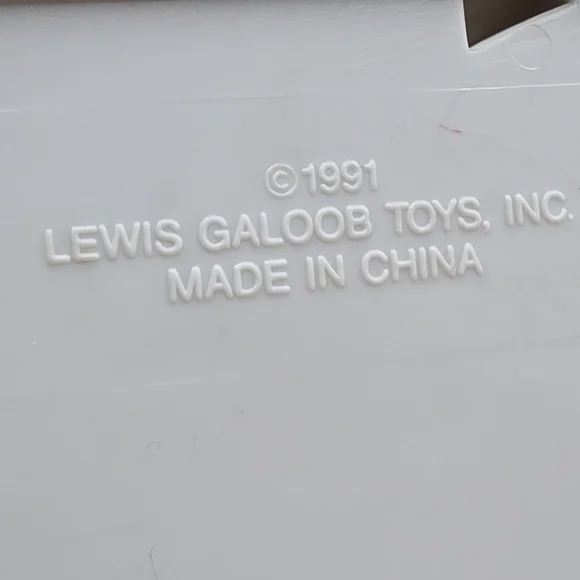 ©1991
LEWIS GALOOB TOYS, INC.
MADE IN CHINA